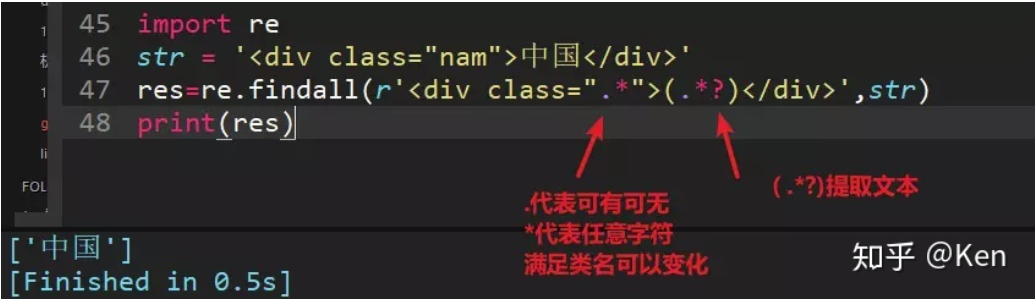 45 import re
46 str = '<div class="nam">中国</div>'
47 res=re.findall(r'<div class=".*">(.*?)</div>',str)
48 print(res)
g
li
FOL
.代表可有可无
*代表任意字符
满足类名可以变化
( .*?)提取文本
['中国']
[Finished in 0.5s]
知乎 @Ken